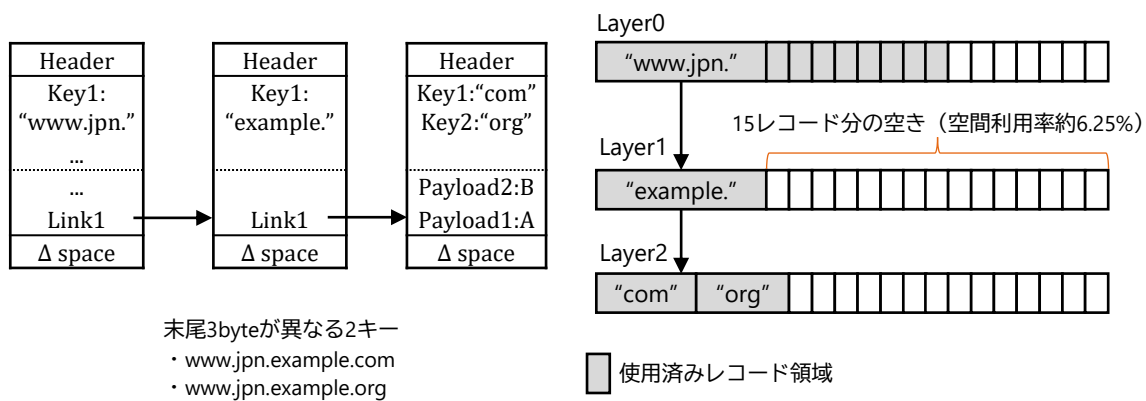 Header
Key1:
“www.jpn.”
...
...
Link1
Δ space
Header
Key1:
“example.”
Link1
Δ space
Header
Key1:“com”
Key2:“org”
Payload2:B
Payload1:A
Δ space
末尾3byteが異なる2キー
・www.jpn.example.com
・www.jpn.example.org
Layer0
“www.jpn.”
15レコード分の空き（空間利用率約6.25%）
Layer1
“example.”
Layer2
“com” “org”
使用済みレコード領域